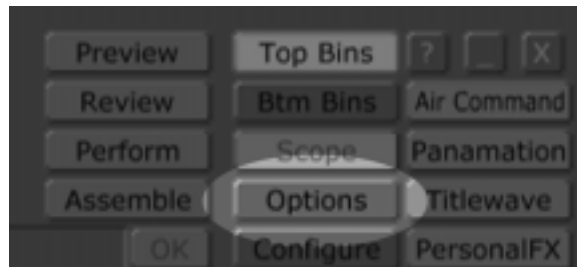 Preview Top Bins ? _ X
Review Btm Bins Air Command
Perform Scope Panamation
Assemble Options Titlewave
OK Configure PersonalFX